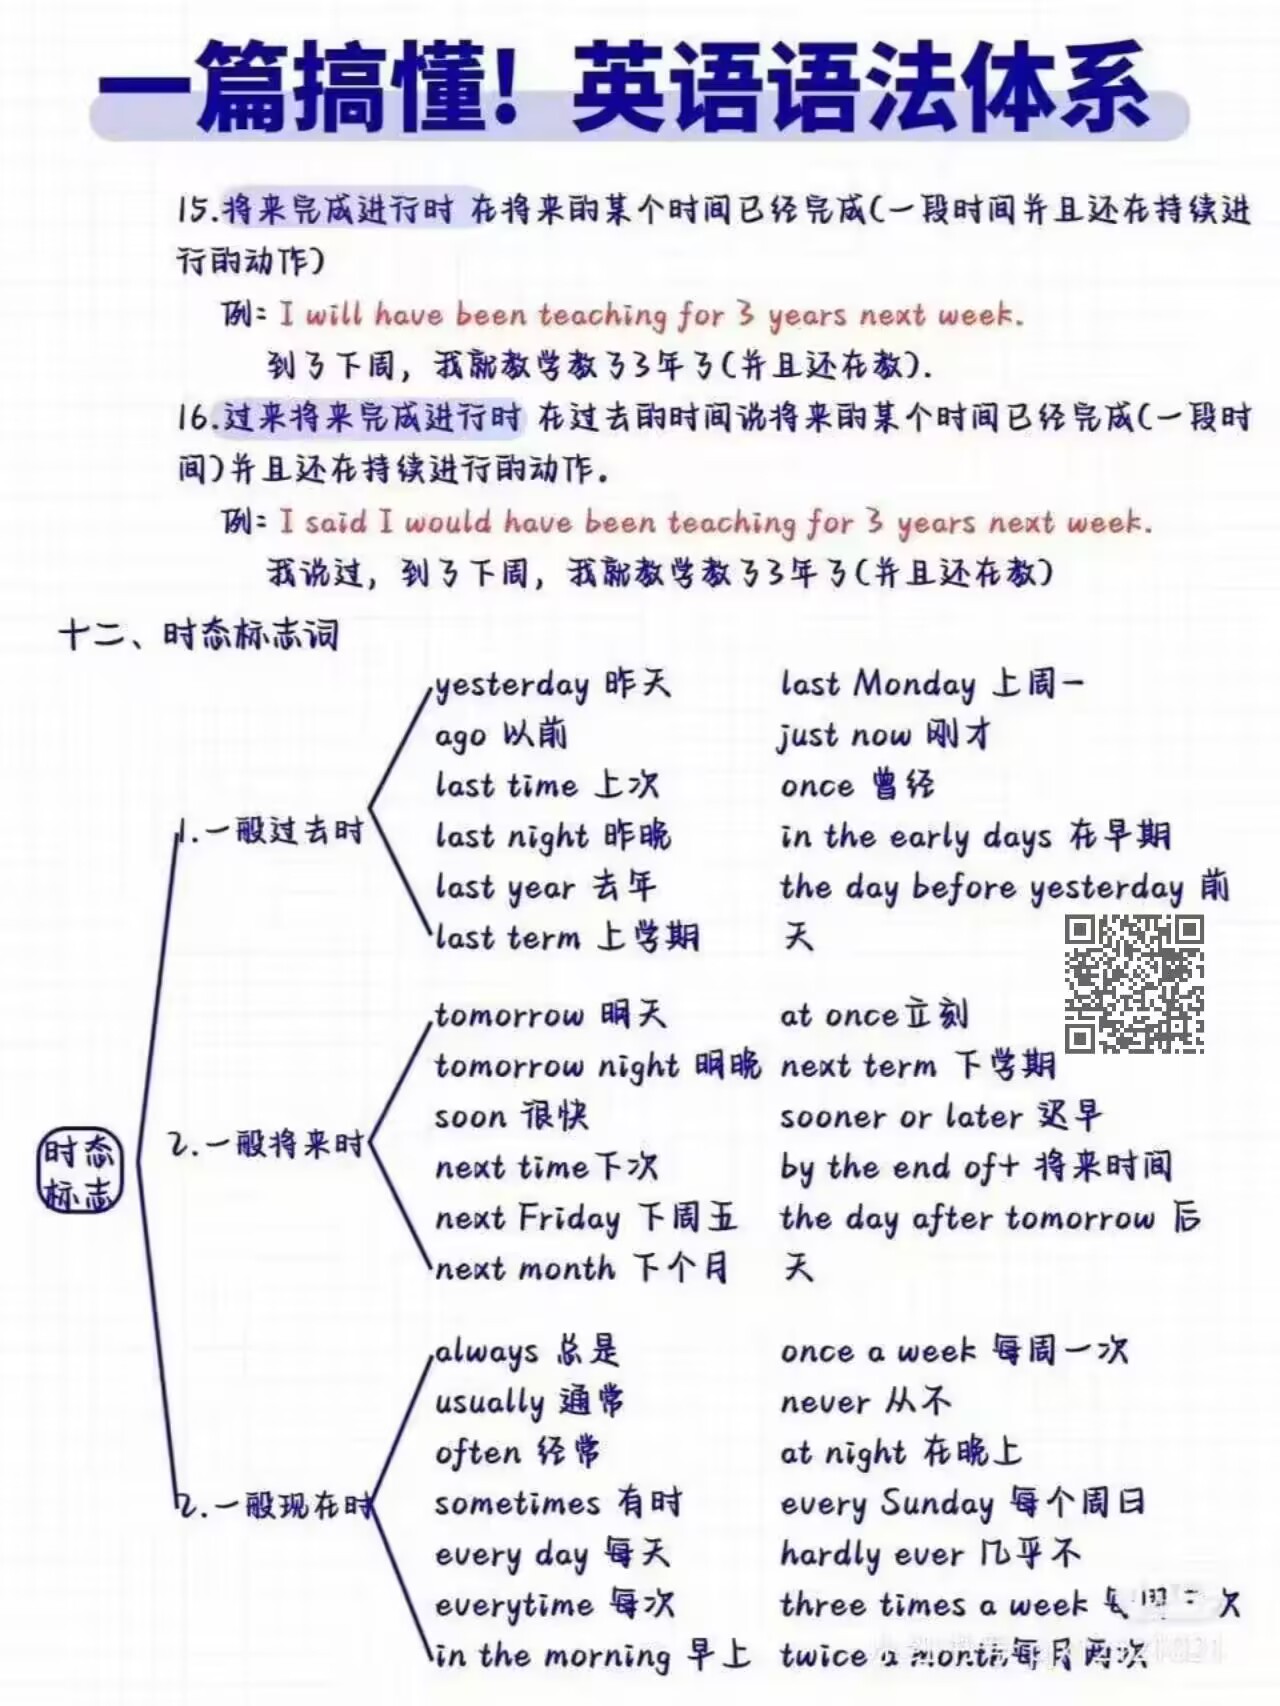 一篇搞懂！英语语法体系
15.将来完成进行时 在将来的某个时间已经完成(一段时间并且还在持续进
行的动作)
例: I will have been teaching for 3 years next week.
到了下周，我就教学教了3年了(并且还在教).
16.过来将来完成进行时 在过去的时间说将来的某个时间已经完成(一段时
间)并且还在持续进行的动作.
例: I said I would have been teaching for 3 years next week.
我说过，到了下周，我就教学教了3年了(并且还在教)
十二、时态标志词
时态
标志
1.一般过去时
yesterday 昨天
ago 以前
last time 上次
last night 昨晚
last year 去年
last term 上学期
last Monday 上周一
just now 刚才
once 曾经
in the early days 在早期
the day before yesterday 前
天
2.一般将来时
tomorrow 明天
tomorrow night 明晚
soon 很快
next time下次
next Friday 下周五
next month 下个月
at once立刻
next term 下学期
sooner or later 迟早
by the end of+ 将来时间
the day after tomorrow 后
天
2.一般现在时
always 总是
usually 通常
often 经常
sometimes 有时
every day 每天
everytime 每次
in the morning 早上
once a week 每周一次
never 从不
at night 在晚上
every Sunday 每个周日
hardly ever 几乎不
three times a week 每周 次
twice a month每月两次